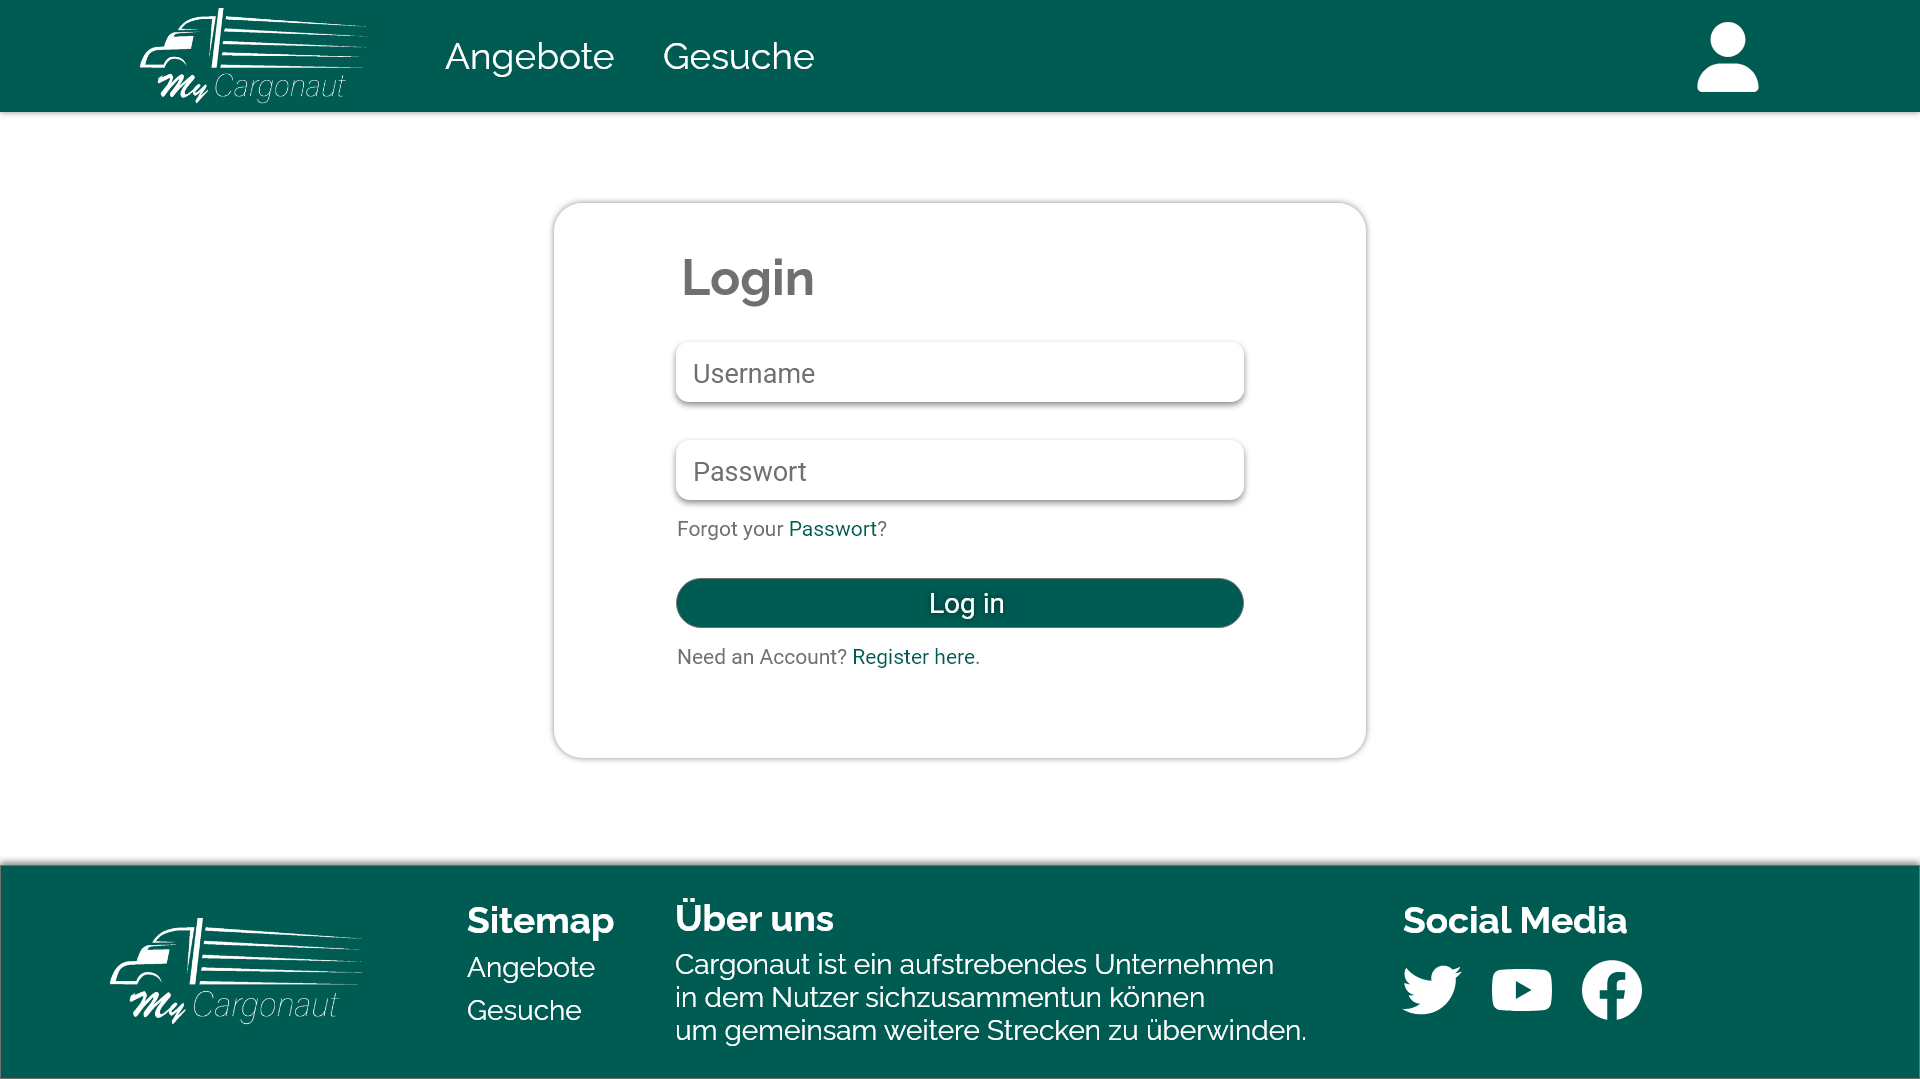 My Cargonaut
Angebote
Gesuche
Login
Username
Passwort
Forgot your Passwort?
Log in
Need an Account? Register here.
My Cargonaut
Sitemap
Angebote
Gesuche
Über uns
Cargonaut ist ein aufstrebendes Unternehmen
in dem Nutzer sichzusammentun können
um gemeinsam weitere Strecken zu überwinden.
Social Media